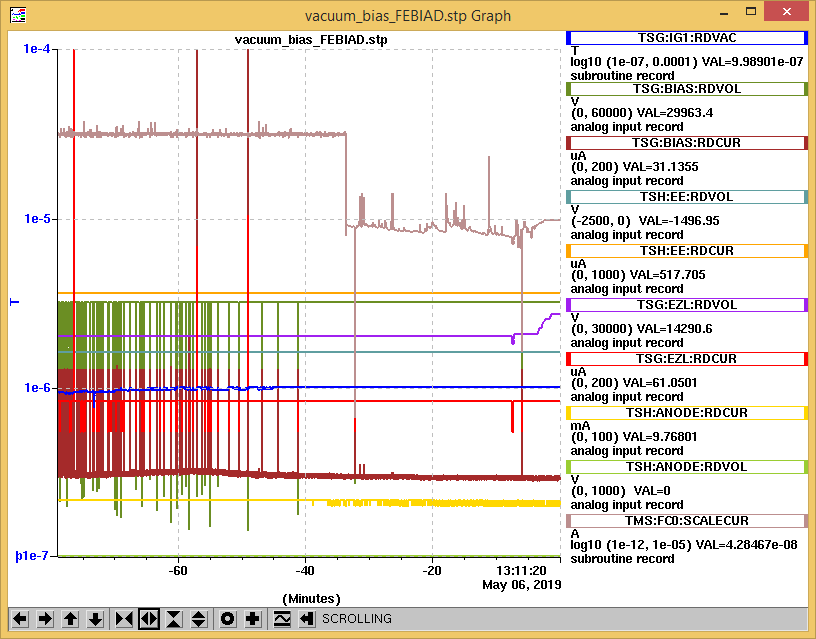 vacuum_bias_FEBIAD.stp Graph
vacuum_bias_FEBIAD.stp
1e-4
1e-5
T
1e-6
1e-7
-60
-40
-20
13:11:20
May 06, 2019
(Minutes)
TSG:IG1:RDVAC
T
log10 (1e-07, 0.0001) VAL=9.98901e-07
subroutine record
TSG:BIAS:RDVOL
V
(0, 60000) VAL=29963.4
analog input record
TSG:BIAS:RDCUR
uA
(0, 200) VAL=31.1355
analog input record
TSH:EE:RDVOL
V
(-2500, 0) VAL=-1496.95
analog input record
TSH:EE:RDCUR
uA
(0, 1000) VAL=517.705
analog input record
TSG:EZL:RDVOL
V
(0, 30000) VAL=14290.6
analog input record
TSG:EZL:RDCUR
uA
(0, 200) VAL=61.0501
analog input record
TSH:ANODE:RDCUR
mA
(0, 100) VAL=9.76801
analog input record
TSH:ANODE:RDVOL
V
(0, 1000) VAL=0
analog input record
TMS:FC0:SCALECUR
A
log10 (1e-12, 1e-05) VAL=4.28467e-08
subroutine record
SCROLLING